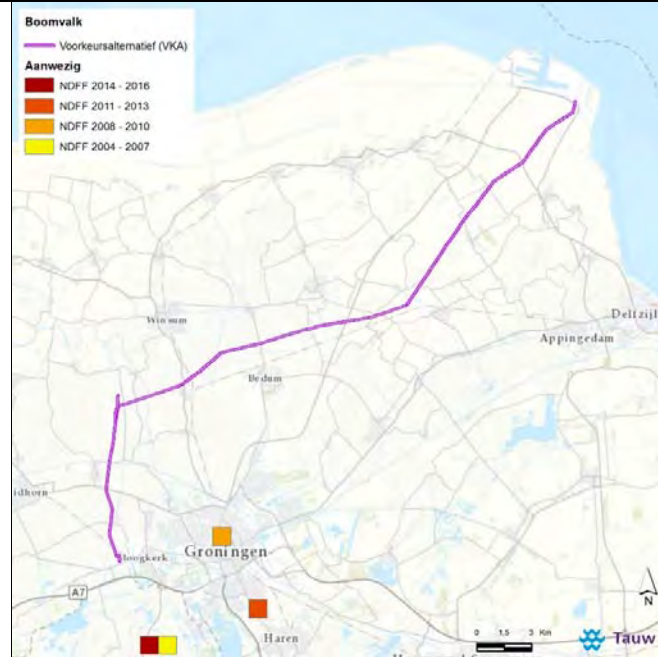 Boomvalk
Voorkeursalternatief (VKA)
Aanwezig
NDFF 2014 - 2016
NDFF 2011 - 2013
NDFF 2008 - 2010
NDFF 2004 - 2007
Winsum
Delfzijl
Appingedam
Bedum
idhorn
Hoogkerk
Groningen
A7
Haren
N
0 1.5 3 Km
Tauw